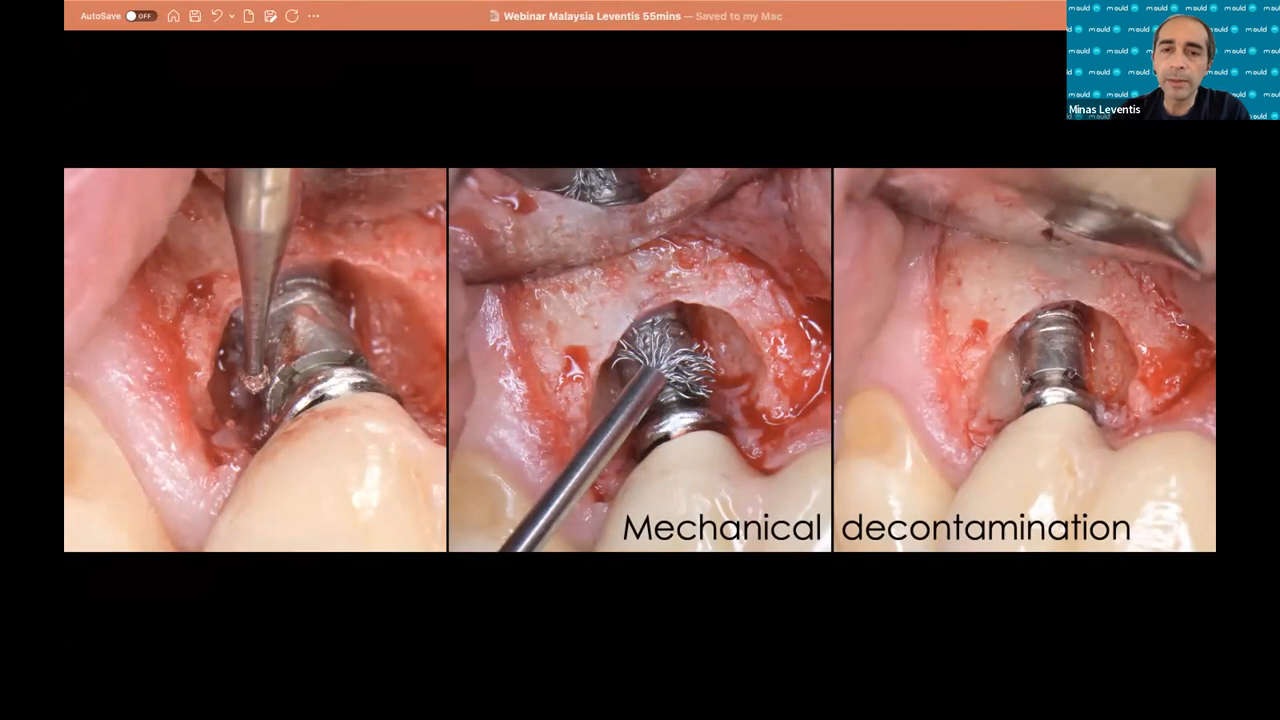 AutoSave OFF
Webinar Malaysia Leventis 55mins — Saved to my Mac
Minas Leventis
Mechanical decontamination